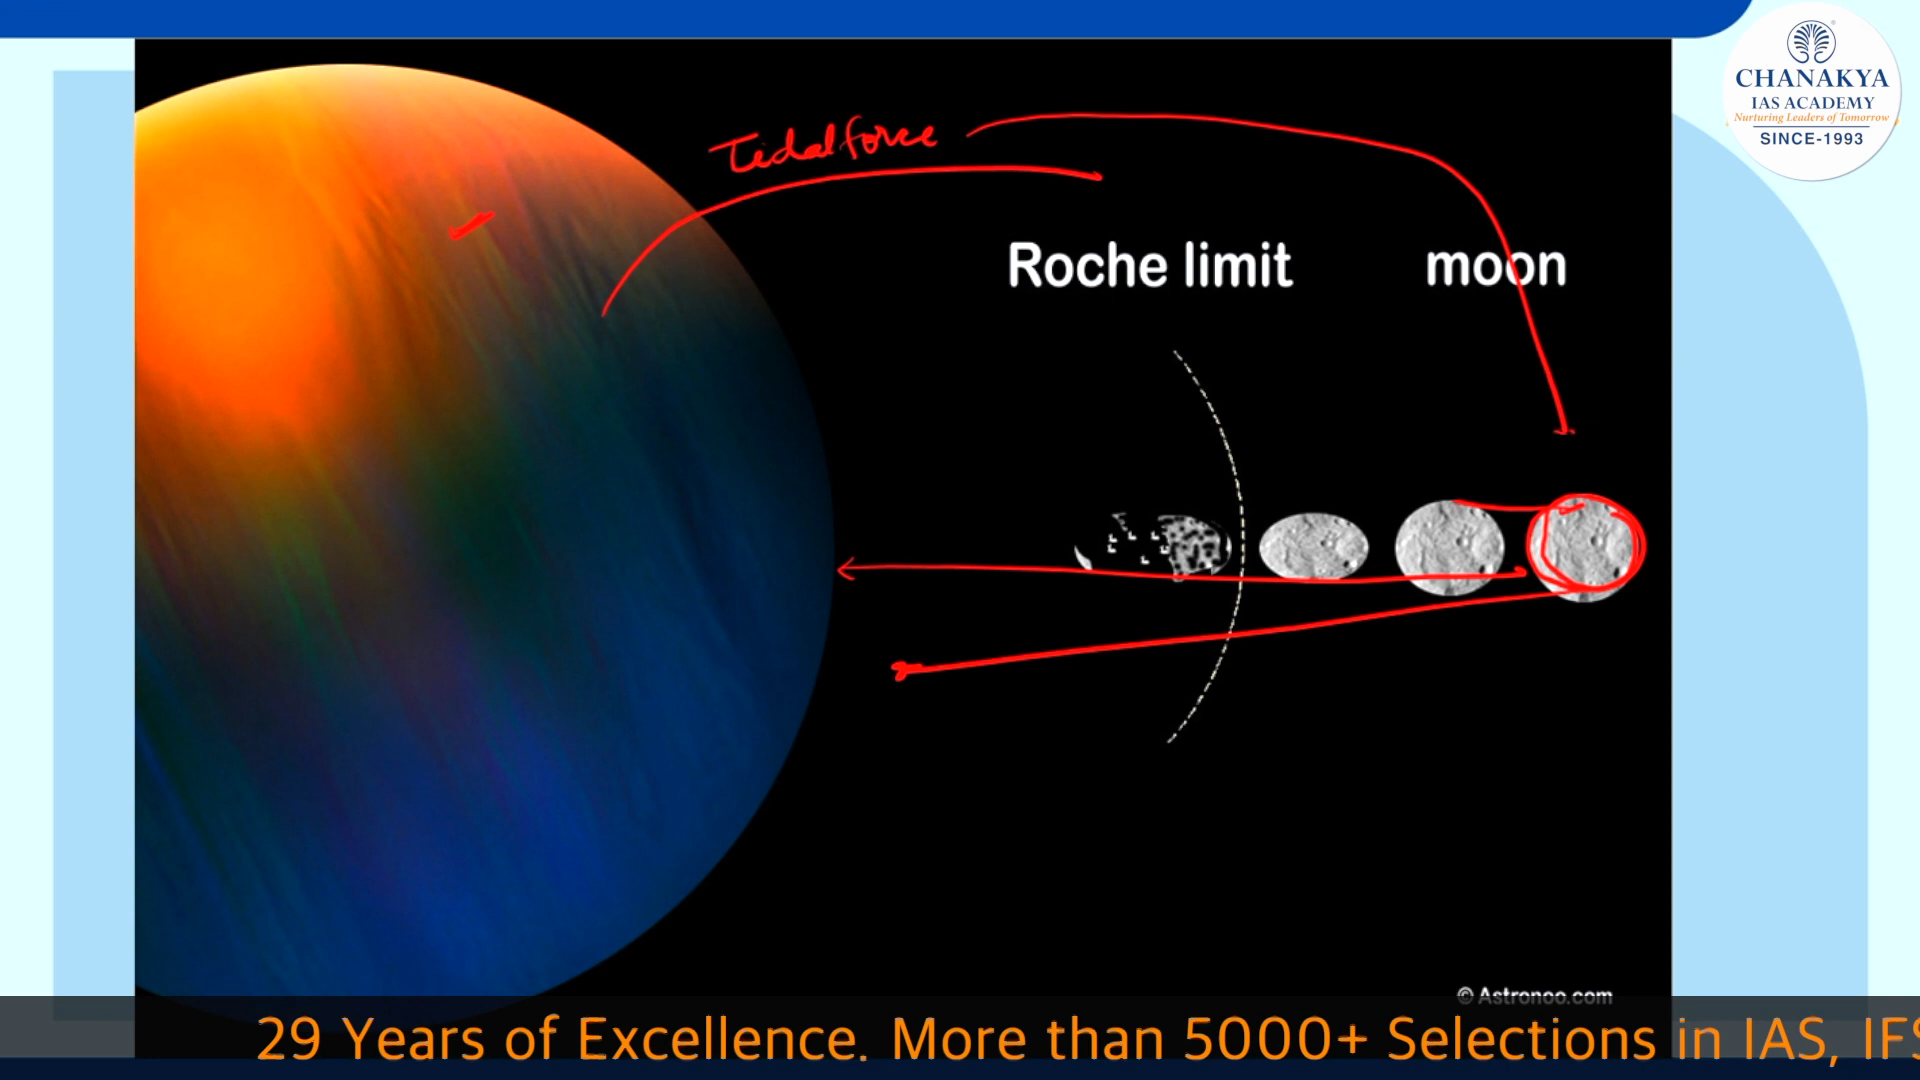 CHANAKYA
IAS ACADEMY
Nurturing Leaders of Tomorrow
SINCE-1993
Tidal force
Roche limit
moon
© Astronoo.com
29 Years of Excellence. More than 5000+ Selections in IAS, IFS